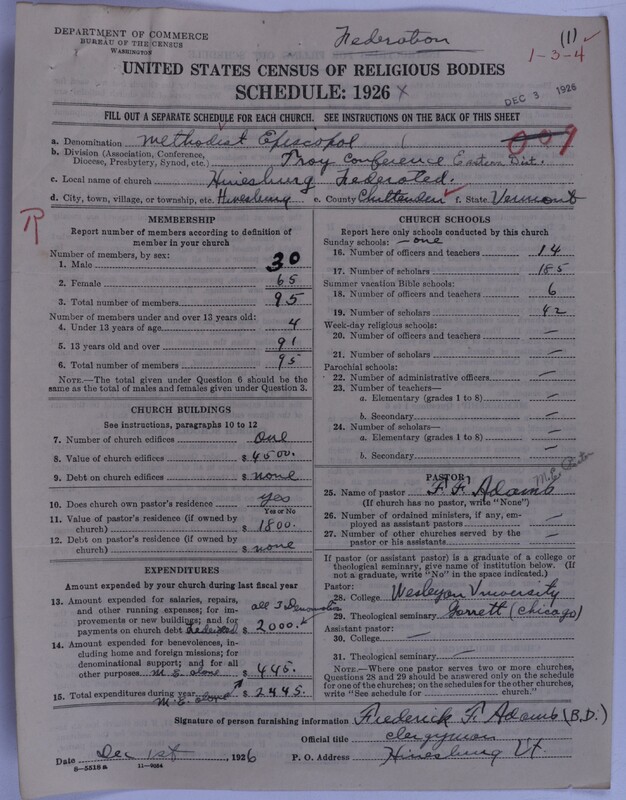 DEPARTMENT OF COMMERCE
BUREAU OF THE CENSUS
WASHINGTON
Federation
(1)
1-3-4
UNITED STATES CENSUS OF RELIGIOUS BODIES
SCHEDULE: 1926 x
DEC 3 1926
FILL OUT A SEPARATE SCHEDULE FOR EACH CHURCH. SEE INSTRUCTIONS ON THE BACK OF THIS SHEET
009
a. Denomination Methodist Episcopal
b. Division (Association, Conference, Diocese, Presbytery, Synod, etc.) Troy Conference Eastern Dist.
c. Local name of church Hinesburg Federated.
d. City, town, village, or township, etc. Hinesburg e. County Chittenden f. State Vermont
R
MEMBERSHIP
Report number of members according to definition of
member in your church
Number of members, by sex:
1. Male 30
2. Female 65
3. Total number of members 95
Number of members under and over 13 years old:
4. Under 13 years of age 4
5. 13 years old and over 91
6. Total number of members 95
NOTE.—The total given under Question 6 should be the
same as the total of males and females given under Question 3.
CHURCH BUILDINGS
See instructions, paragraphs 10 to 12
7. Number of church edifices One
8. Value of church edifices $ 4500.
9. Debt on church edifices $ none
10. Does church own pastor's residence? yes
Yes or No
11. Value of pastor's residence (if owned by
church) $ 1800.
12. Debt on pastor's residence (if owned by
church) $ none
EXPENDITURES
Amount expended by your church during last fiscal year
13. Amount expended for salaries, repairs,
and other running expenses; for im-
provements or new buildings; and for
payments on church debt $ 2000.
14. Amount expended for benevolences, in-
cluding home and foreign missions; for
denominational support; and for all
other purposes M. E. alone $ 445.
15. Total expenditures during year $ 2445.
M. E. alone
CHURCH SCHOOLS
Report here only schools conducted by this church
Sunday schools: — one
16. Number of officers and teachers 14
17. Number of scholars 185
Summer vacation Bible schools:
18. Number of officers and teachers 6
19. Number of scholars 42
Week-day religious schools:
20. Number of officers and teachers —
21. Number of scholars —
Parochial schools:
22. Number of administrative officers —
23. Number of teachers—
a. Elementary (grades 1 to 8) —
b. Secondary —
24. Number of scholars—
a. Elementary (grades 1 to 8) —
b. Secondary —
PASTOR
M. E. Pastor
25. Name of pastor F. F. Adams
(If church has no pastor, write "None")
26. Number of ordained ministers, if any, em-
ployed as assistant pastors —
27. Number of other churches served by the
pastor or his assistants —
If pastor (or assistant pastor) is a graduate of a college or
theological seminary, give name of institution below. (If
not a graduate, write "No" in the space indicated.)
Pastor:
28. College Wesleyan University
29. Theological seminary Garrett (Chicago)
Assistant pastor:
30. College —
31. Theological seminary —
NOTE.—Where one pastor serves two or more churches,
Questions 28 and 29 should be answered only on the schedule
for one of the churches; on the schedules for the other churches,
write "See schedule for ______ church."
Signature of person furnishing information Frederick F. Adams (B.D.)
Official title clergyman
Date Dec 1st, 1926 P. O. Address Hinesburg Vt.
8—5518a 11—9084